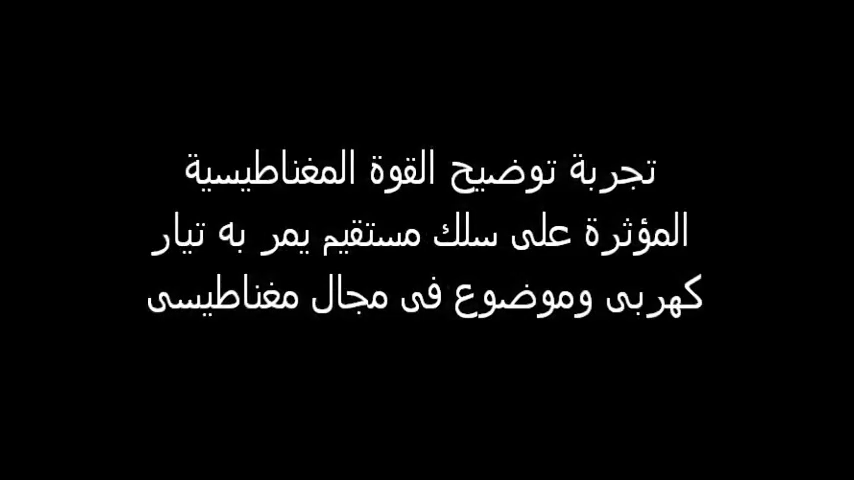 تجربة توضيح القوة المغناطيسية
المؤثرة على سلك مستقيم يمر به تيار
كهربى وموضوع فى مجال مغناطيسى